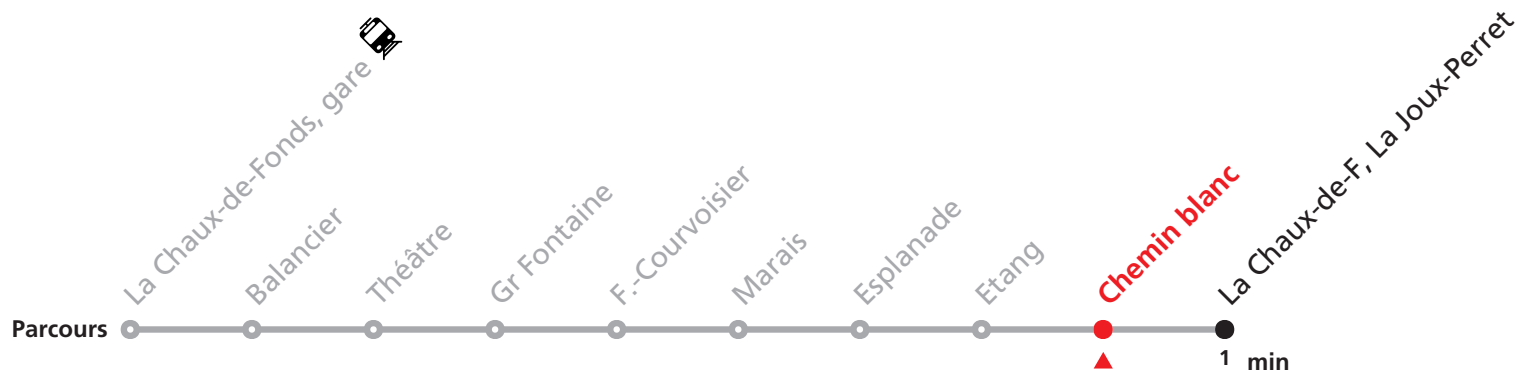 La Chaux-de-Fonds, gare
Balancier
Théâtre
Gr Fontaine
F.-Courvoisier
Marais
Esplanade
Etang
Chemin blanc
La Chaux-de-F, La Joux-Perret
Parcours
1 min